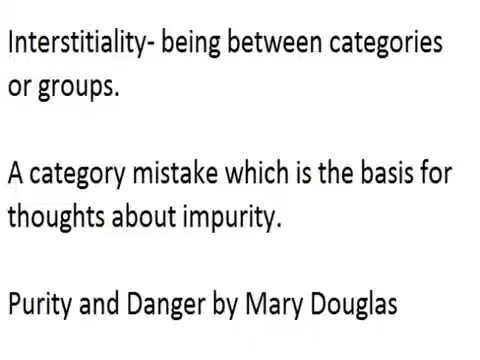 Interstitiality- being between categories
or groups.
A category mistake which is the basis for
thoughts about impurity.
Purity and Danger by Mary Douglas